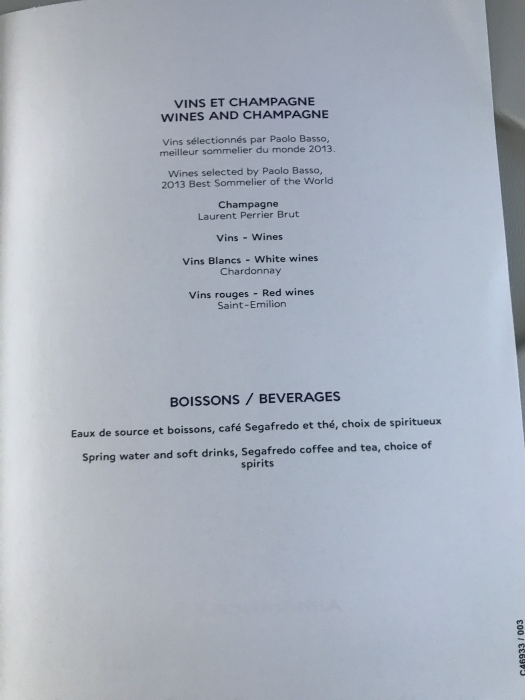 VINS ET CHAMPAGNE
WINES AND CHAMPAGNE
Vins sélectionnés par Paolo Basso,
meilleur sommelier du monde 2013.
Wines selected by Paolo Basso,
2013 Best Sommelier of the World
Champagne
Laurent Perrier Brut
Vins - Wines
Vins Blancs - White wines
Chardonnay
Vins rouges - Red wines
Saint-Emilion
BOISSONS / BEVERAGES
Eaux de source et boissons, café Segafredo et thé, choix de spiritueux
Spring water and soft drinks, Segafredo coffee and tea, choice of
spirits
C46933 / 003